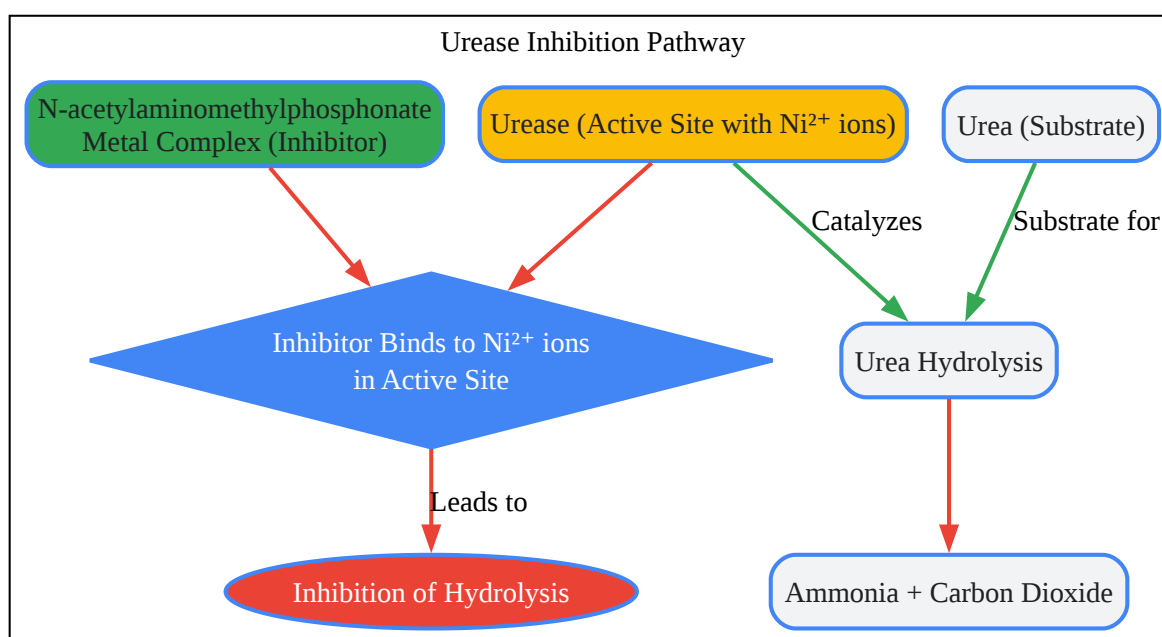 Urease Inhibition Pathway
N-acetylaminomethylphosphonate
Metal Complex (Inhibitor)
Urease (Active Site with Ni²⁺ ions)
Urea (Substrate)
Catalyzes
Substrate for
Inhibitor Binds to Ni²⁺ ions
in Active Site
Urea Hydrolysis
Leads to
Inhibition of Hydrolysis
Ammonia + Carbon Dioxide